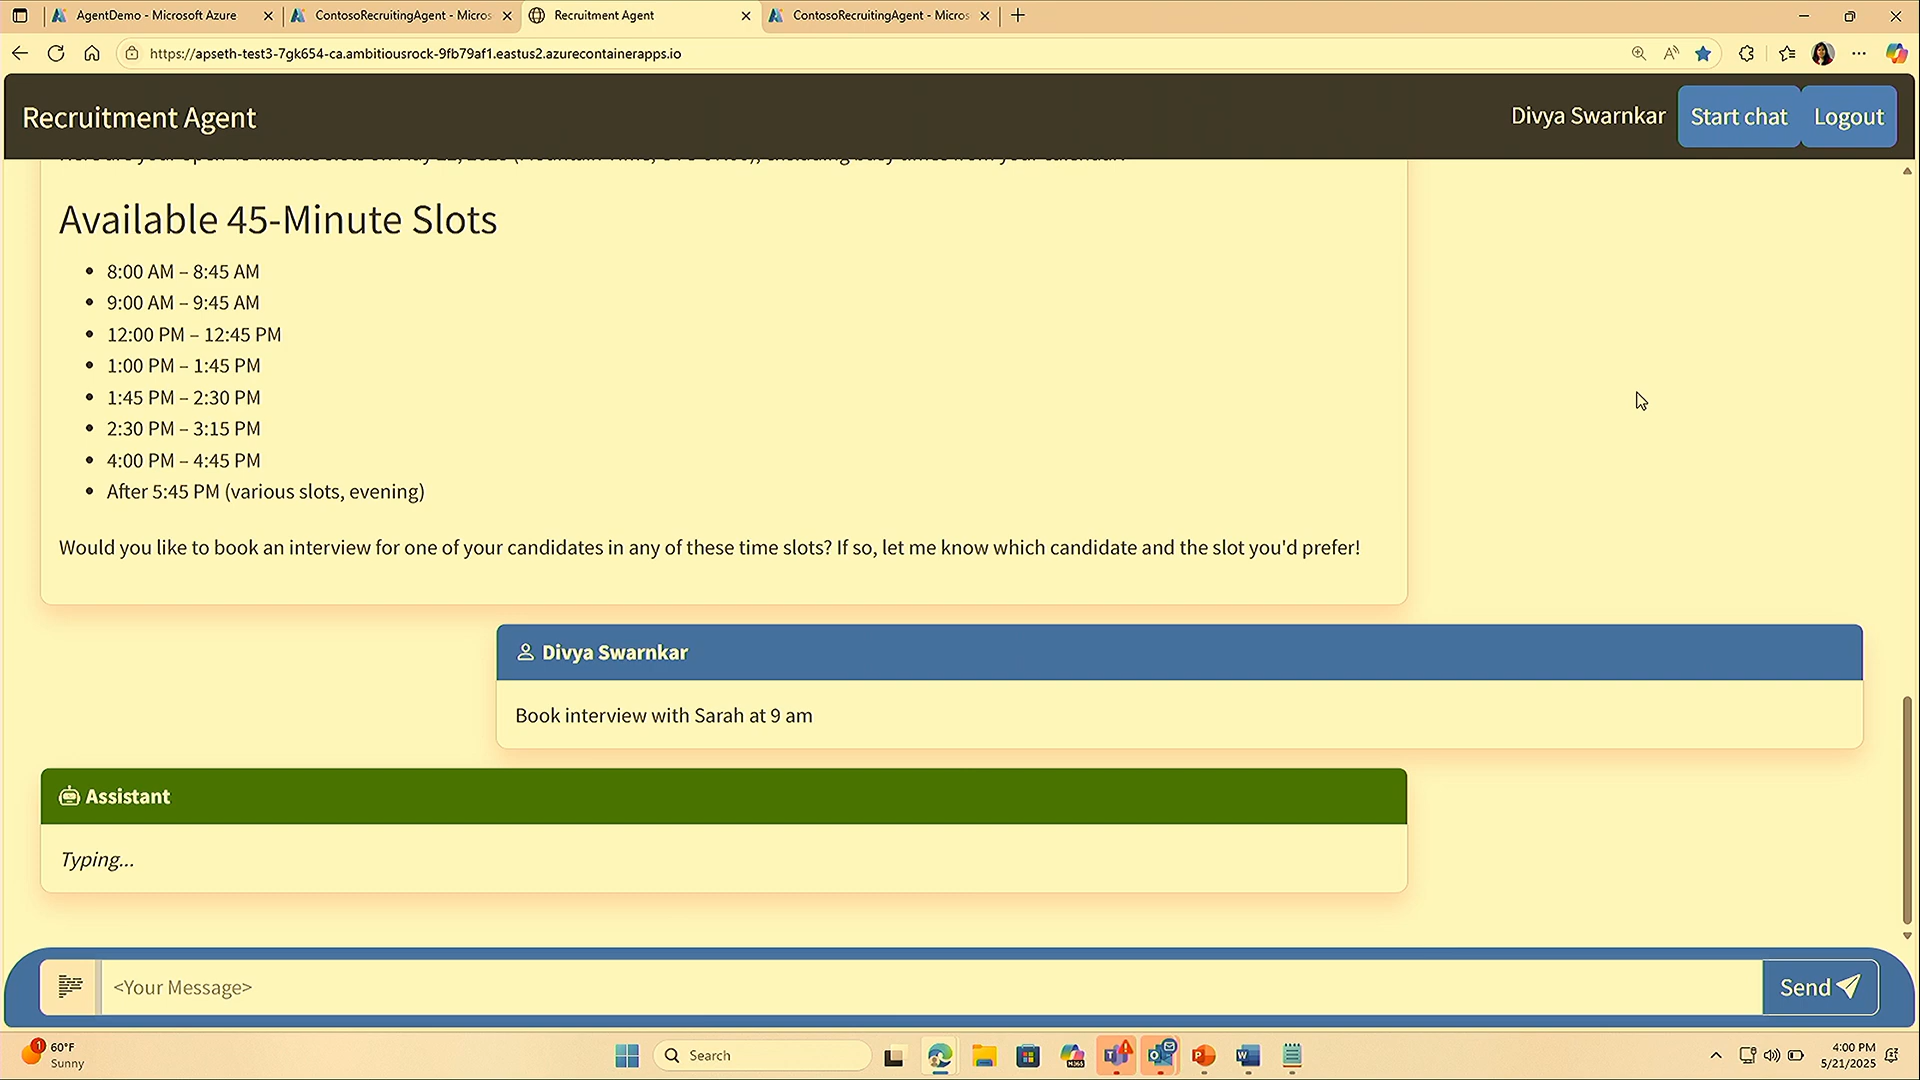 AgentDemo - Microsoft Azure
ContosoRecruitingAgent - Micros
Recruitment Agent
ContosoRecruitingAgent - Micros
https://apseth-test3-7gk654-ca.ambitiousrock-9fb79af1.eastus2.azurecontainerapps.io
Recruitment Agent
Divya Swarnkar
Start chat
Logout
Available 45-Minute Slots
• 8:00 AM – 8:45 AM
• 9:00 AM – 9:45 AM
• 12:00 PM – 12:45 PM
• 1:00 PM – 1:45 PM
• 1:45 PM – 2:30 PM
• 2:30 PM – 3:15 PM
• 4:00 PM – 4:45 PM
• After 5:45 PM (various slots, evening)
Would you like to book an interview for one of your candidates in any of these time slots? If so, let me know which candidate and the slot you'd prefer!
Divya Swarnkar
Book interview with Sarah at 9 am
Assistant
Typing...
<Your Message>
Send
1
60°F
Sunny
Search
4:00 PM
5/21/2025